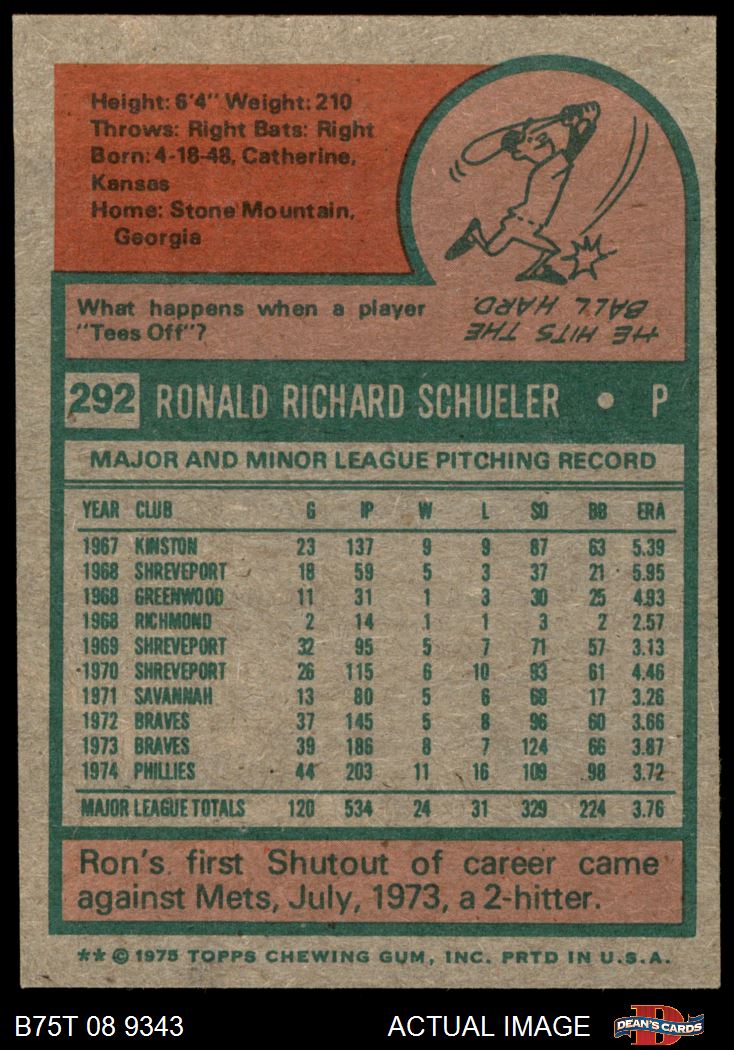 Height: 6'4" Weight: 210
Throws: Right Bats: Right
Born: 4-18-48, Catherine,
Kansas
Home: Stone Mountain,
Georgia
What happens when a player
"Tees Off"?
HE HITS THE
BALL HARD.
292 RONALD RICHARD SCHUELER • P
MAJOR AND MINOR LEAGUE PITCHING RECORD
YEAR CLUB G IP W L SO BB ERA
1967 KINSTON 23 137 9 9 87 63 5.39
1968 SHREVEPORT 18 59 5 3 37 21 5.95
1968 GREENWOOD 11 31 1 3 30 25 4.93
1968 RICHMOND 2 14 1 1 3 2 2.57
1969 SHREVEPORT 32 95 5 7 71 57 3.13
1970 SHREVEPORT 26 115 6 10 93 61 4.46
1971 SAVANNAH 13 80 5 6 68 17 3.26
1972 BRAVES 37 145 5 8 96 60 3.66
1973 BRAVES 39 186 8 7 124 66 3.87
1974 PHILLIES 44 203 11 16 109 98 3.72
MAJOR LEAGUE TOTALS 120 534 24 31 329 224 3.76
Ron's first Shutout of career came
against Mets, July, 1973, a 2-hitter.
** © 1975 TOPPS CHEWING GUM, INC. PRTD IN U.S.A.
B75T 08 9343 ACTUAL IMAGE DEAN'S CARDS